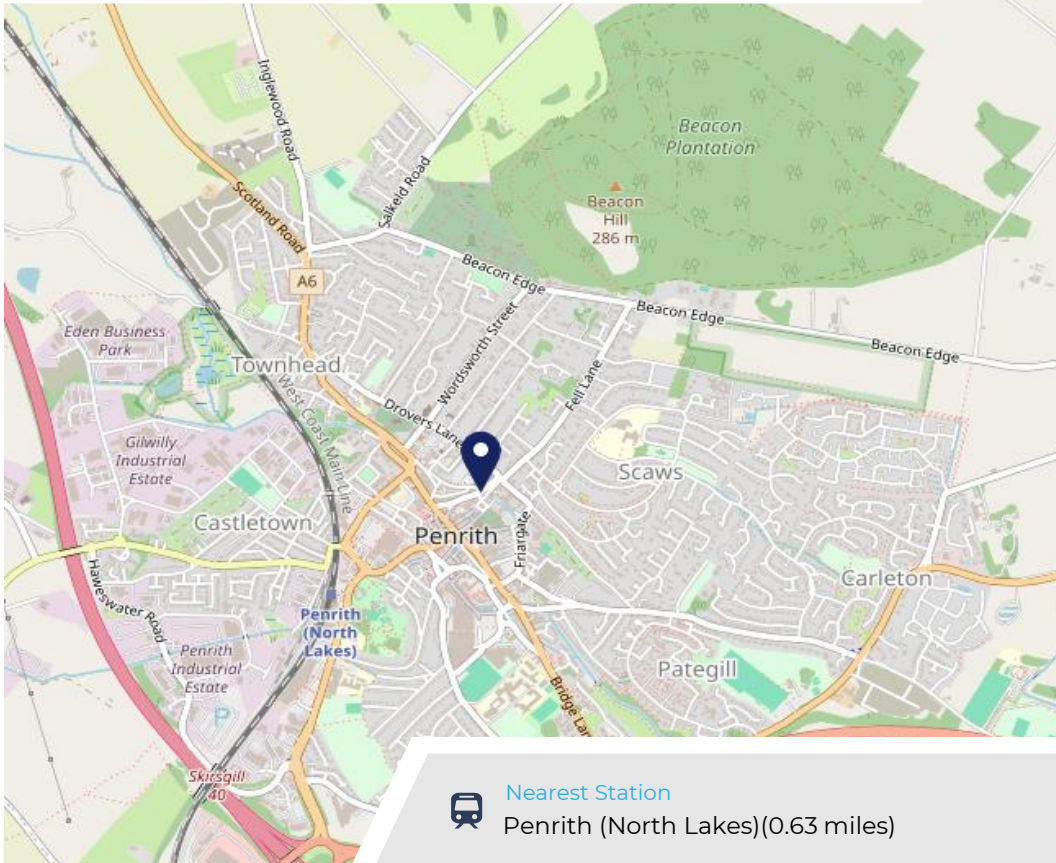 Inglewood Road
Beacon
Plantation
Salkeld Road
Scotland Road
Beacon
Hill
286 m
A6
Beacon Edge
Beacon Edge
Beacon Edge
Eden Business
Park
Townhead
Wordsworth Street
Fell Lane
West Coast Main Line
Drovers Lane
Gilwilly
Industrial
Estate
Scaws
Castletown
Penrith
Friargate
Haweswater Road
Carleton
Penrith
(North
Lakes)
Penrith
Industrial
Estate
Pategill
P
Bridge Lan
Skirsgill
40
Nearest Station
Penrith (North Lakes)(0.63 miles)